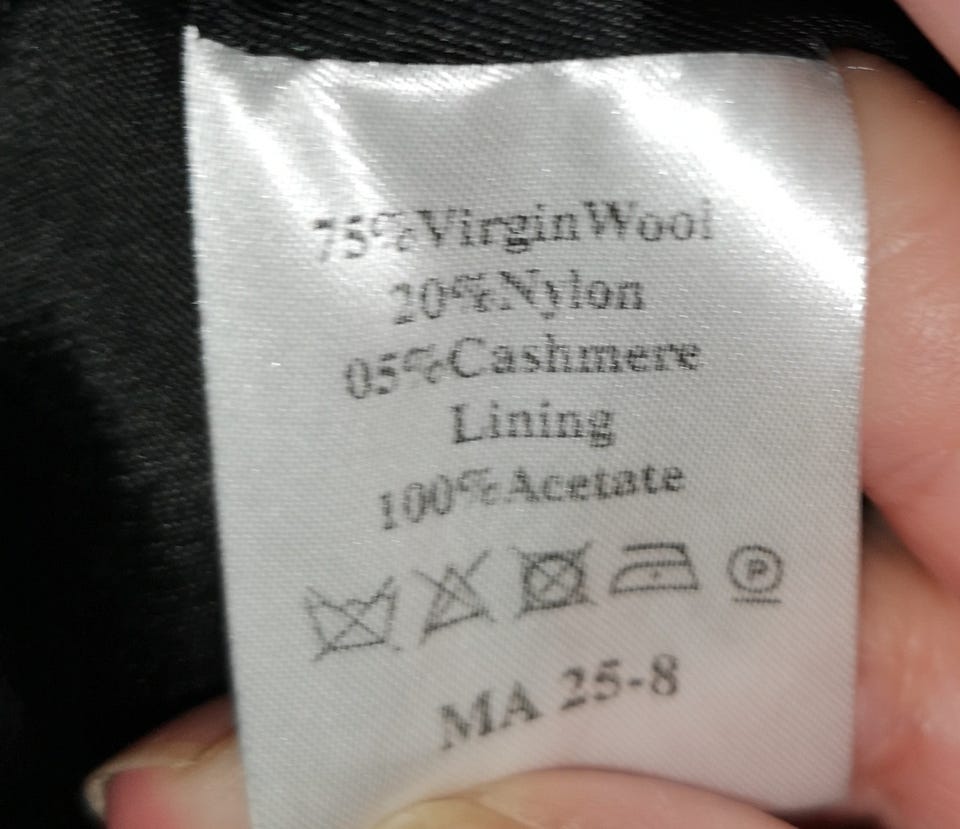 75%VirginWool
20%Nylon
05%Cashmere
Lining
100%Acetate
P
MA 25-8